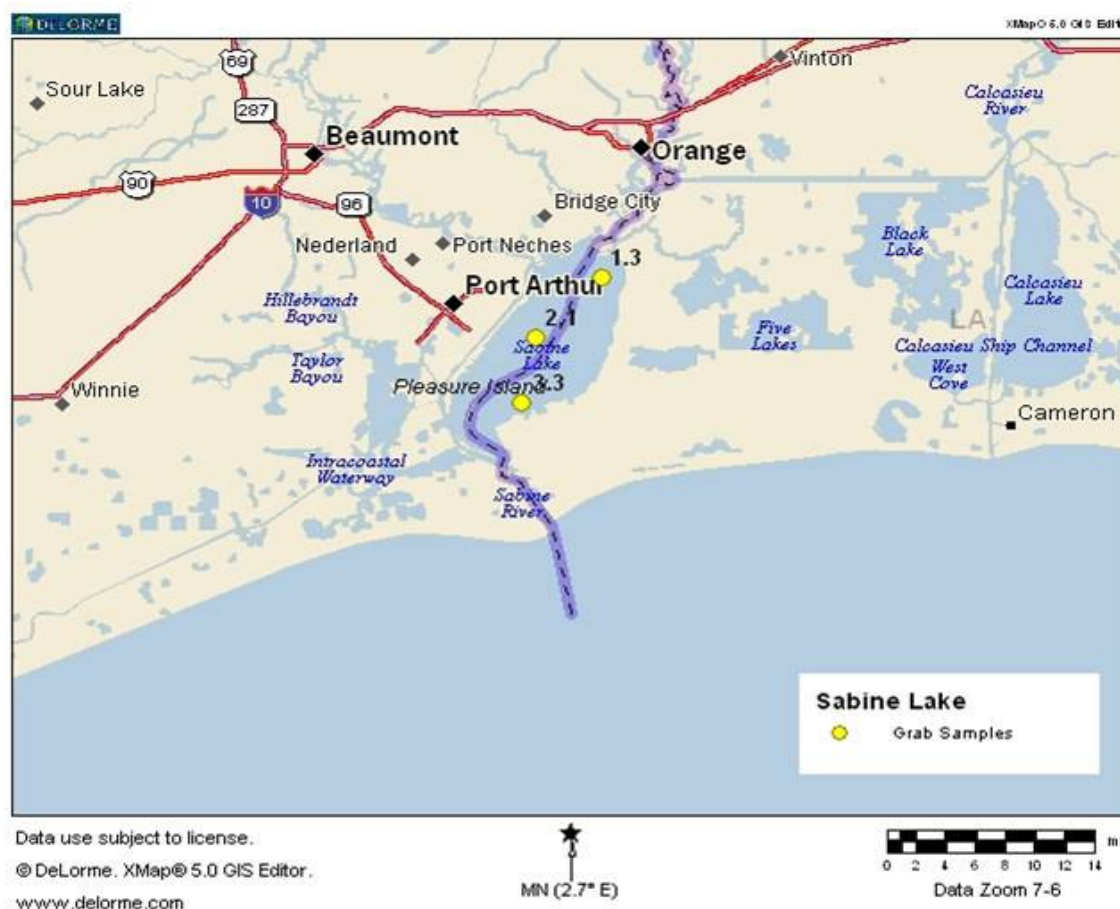 DELORME
XMap® 5.0 GIS Edit
69
Vinton
Sour Lake
287
Calcasieu
River
Beaumont
Orange
90
10
96
Bridge City
Nederland
Port Neches
Black
Lake
1.3
Port Arthur
Calcasieu
Lake
Hillebrandt
Bayou
2.1
LA
Five
Lakes
Sabine
Lake
Calcasieu Ship Channel
Taylor
Bayou
West
Cove
Pleasure Island
3.3
Winnie
Cameron
Intracoastal
Waterway
Sabine
River
Sabine Lake
Grab Samples
Data use subject to license.
© DeLorme. XMap® 5.0 GIS Editor.
www.delorme.com
MN (2.7° E)
m
0 2 4 6 8 10 12 14
Data Zoom 7-6